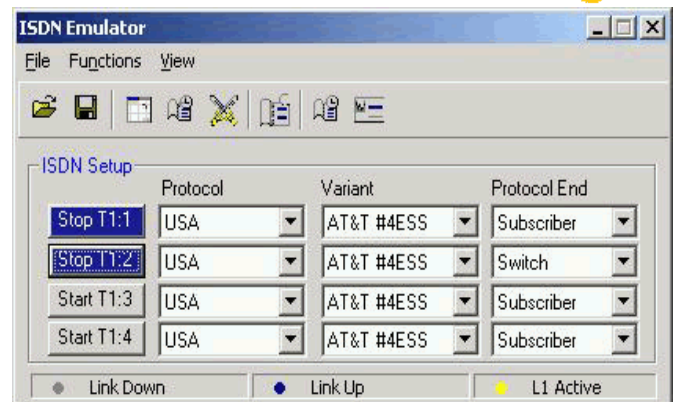 ISDN Emulator
File Functions View
ISDN Setup
Protocol Variant Protocol End
Stop T1:1 USA AT&T #4ESS Subscriber
Stop T1:2 USA AT&T #4ESS Switch
Start T1:3 USA AT&T #4ESS Subscriber
Start T1:4 USA AT&T #4ESS Subscriber
Link Down Link Up L1 Active